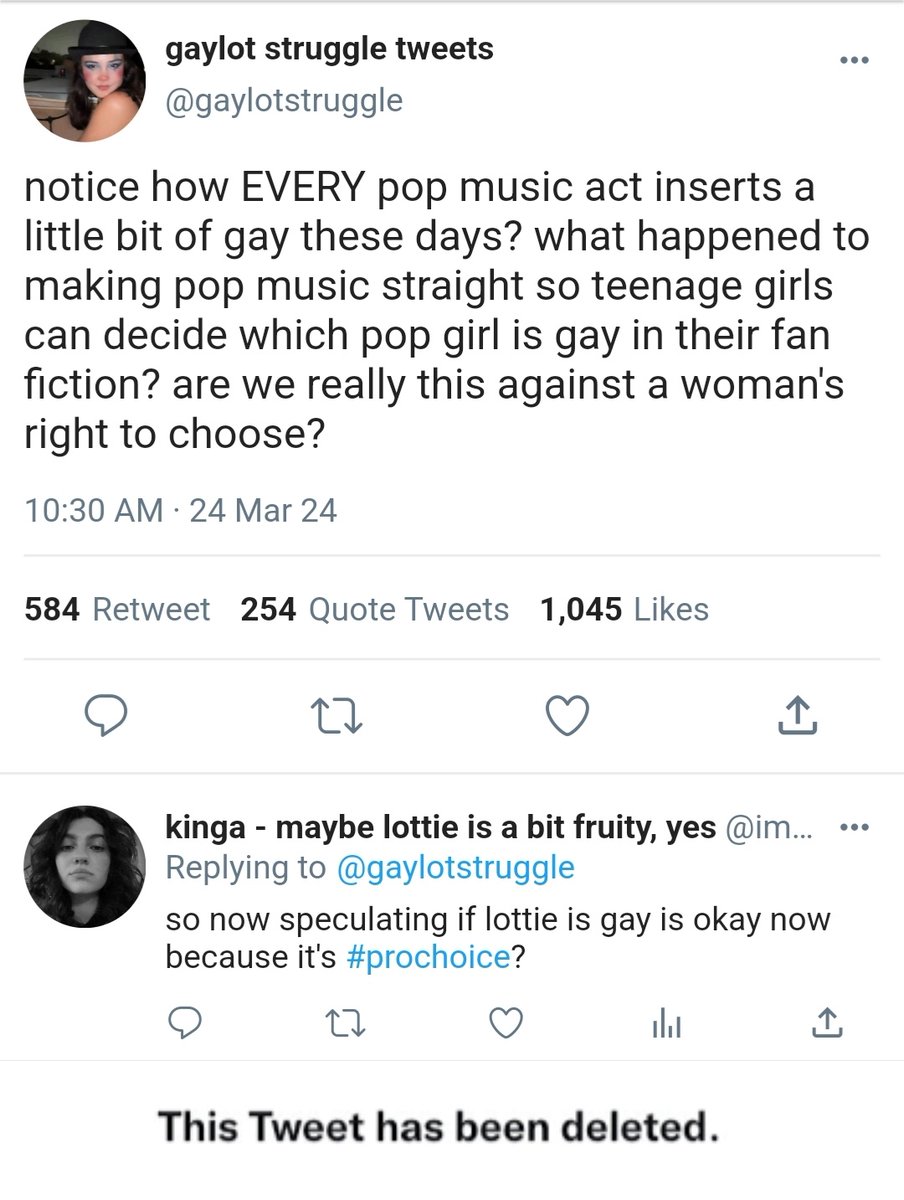 gaylot struggle tweets
@gaylotstruggle
notice how EVERY pop music act inserts a
little bit of gay these days? what happened to
making pop music straight so teenage girls
can decide which pop girl is gay in their fan
fiction? are we really this against a woman's
right to choose?
10:30 AM · 24 Mar 24
584 Retweet 254 Quote Tweets 1,045 Likes
kinga - maybe lottie is a bit fruity, yes @im...
Replying to @gaylotstruggle
so now speculating if lottie is gay is okay now
because it's #prochoice?
This Tweet has been deleted.